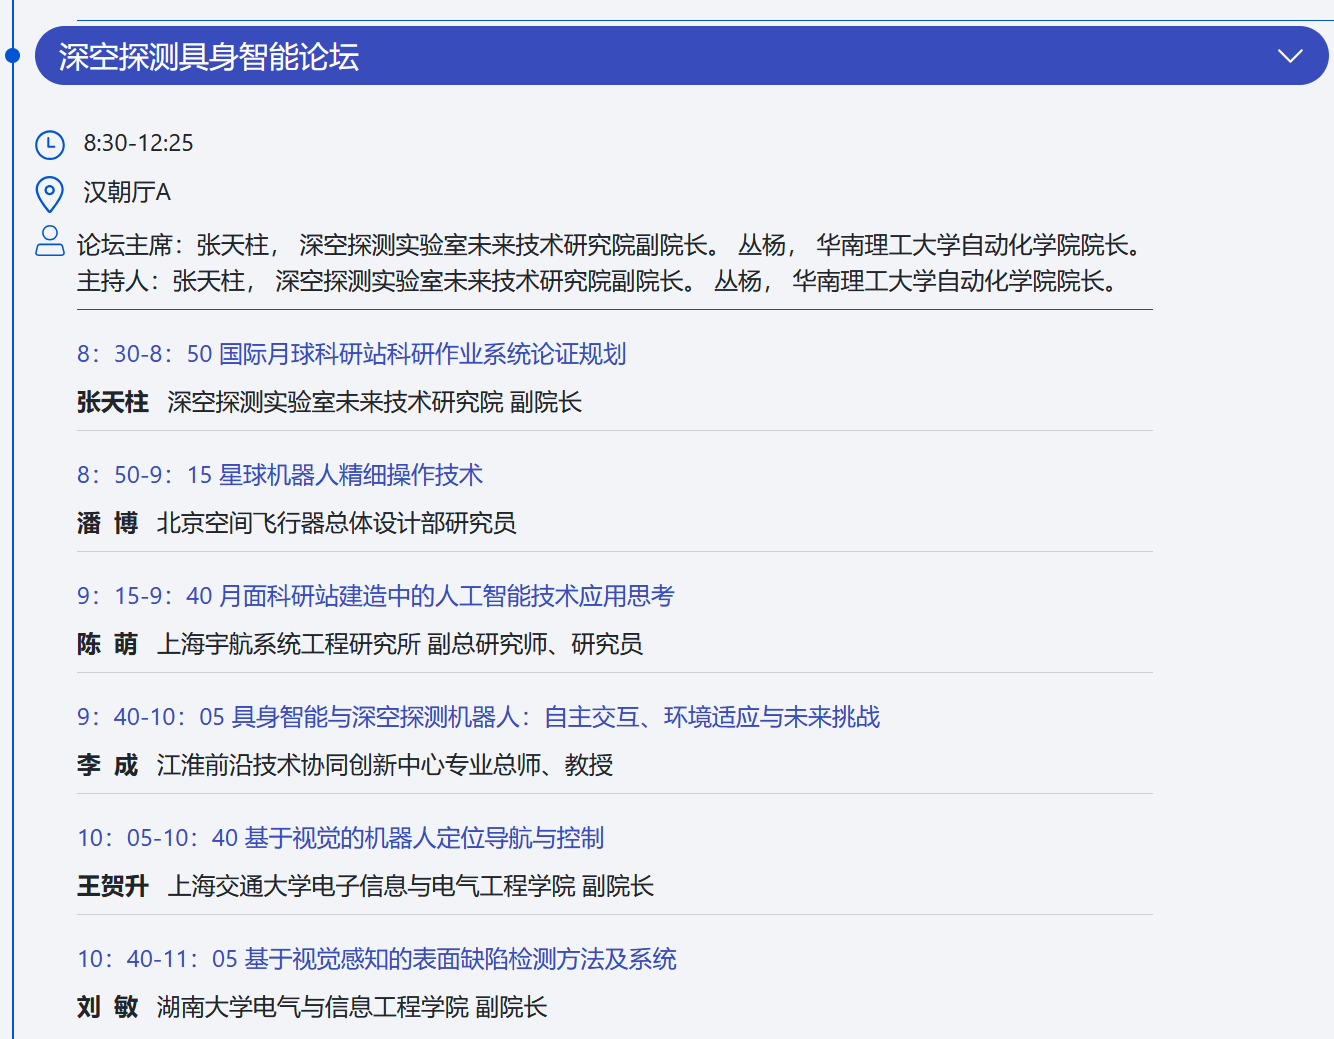 深空探测具身智能论坛
8:30-12:25
汉朝厅A
论坛主席：张天柱， 深空探测实验室未来技术研究院副院长。 丛杨， 华南理工大学自动化学院院长。
主持人：张天柱， 深空探测实验室未来技术研究院副院长。 丛杨， 华南理工大学自动化学院院长。
8：30-8：50 国际月球科研站科研作业系统论证规划
张天柱 深空探测实验室未来技术研究院 副院长
8：50-9：15 星球机器人精细操作技术
潘 博 北京空间飞行器总体设计部研究员
9：15-9：40 月面科研站建造中的人工智能技术应用思考
陈 萌 上海宇航系统工程研究所 副总研究师、研究员
9：40-10：05 具身智能与深空探测机器人：自主交互、环境适应与未来挑战
李 成 江淮前沿技术协同创新中心专业总师、教授
10：05-10：40 基于视觉的机器人定位导航与控制
王贺升 上海交通大学电子信息与电气工程学院 副院长
10：40-11：05 基于视觉感知的表面缺陷检测方法及系统
刘 敏 湖南大学电气与信息工程学院 副院长